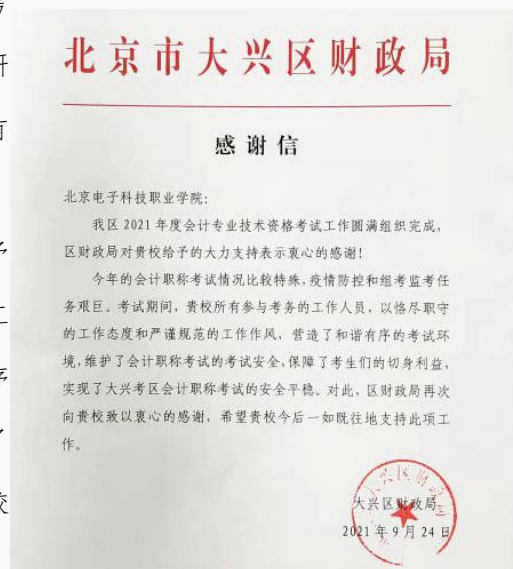 北京市大兴区财政局
感谢信
北京电子科技职业学院：
我区 2021 年度会计专业技术资格考试工作圆满组织完成，
区财政局对贵校给予的大力支持表示衷心的感谢！
今年的会计职称考试情况比较特殊，疫情防控和组考监考任
务艰巨。考试期间，贵校所有参与考务的工作人员，以恪尽职守
的工作态度和严谨规范的工作作风，营造了和谐有序的考试环
境，维护了会计职称考试的考试安全，保障了考生们的切身利益，
实现了大兴考区会计职称考试的安全平稳。对此，区财政局再次
向贵校致以衷心的感谢，希望贵校今后一如既往地支持此项工
作。
大兴区财政局
2021 年 9 月 24 日